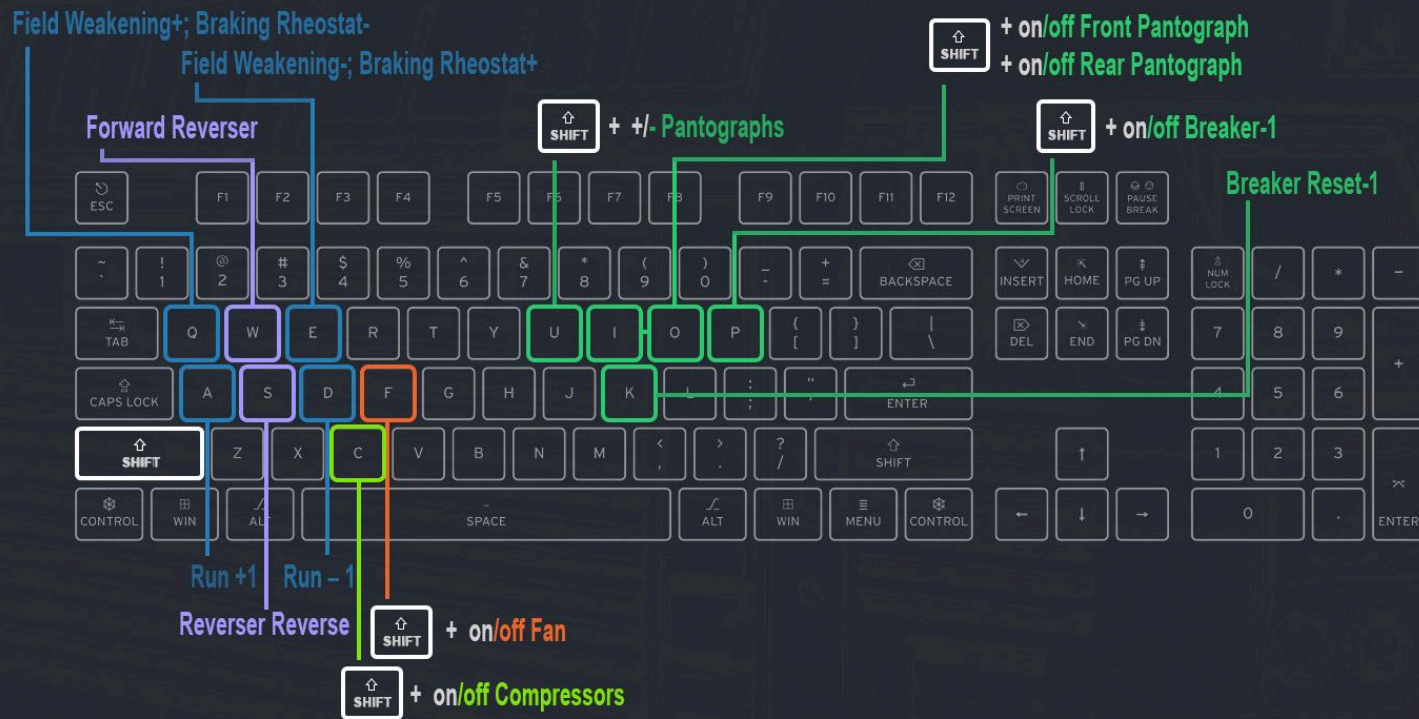 Field Weakening+; Braking Rheostat-
Field Weakening-; Braking Rheostat+
SHIFT + on/off Front Pantograph
+ on/off Rear Pantograph
Forward Reverser
SHIFT + +/- Pantographs
SHIFT + on/off Breaker-1
Breaker Reset-1
ESC F1 F2 F3 F4 F5 F6 F7 F8 F9 F10 F11 F12 PRINT SCREEN SCROLL LOCK PAUSE BREAK
~ ! @ # $ % ^ & * ( ) _ +
` 1 2 3 4 5 6 7 8 9 0 - = BACKSPACE INSERT HOME PG UP NUM LOCK / * -
TAB Q W E R T Y U I O P { [ } ] | \ DEL END PG DN 7 8 9 +
CAPS LOCK A S D F G H J K L : ; " ' ENTER 4 5 6
SHIFT Z X C V B N M < , > . ? / SHIFT ↑ 1 2 3
CONTROL WIN ALT SPACE ALT WIN MENU CONTROL ← ↓ → 0 . ENTER
Run +1 Run – 1
Reverser Reverse
SHIFT + on/off Fan
SHIFT + on/off Compressors